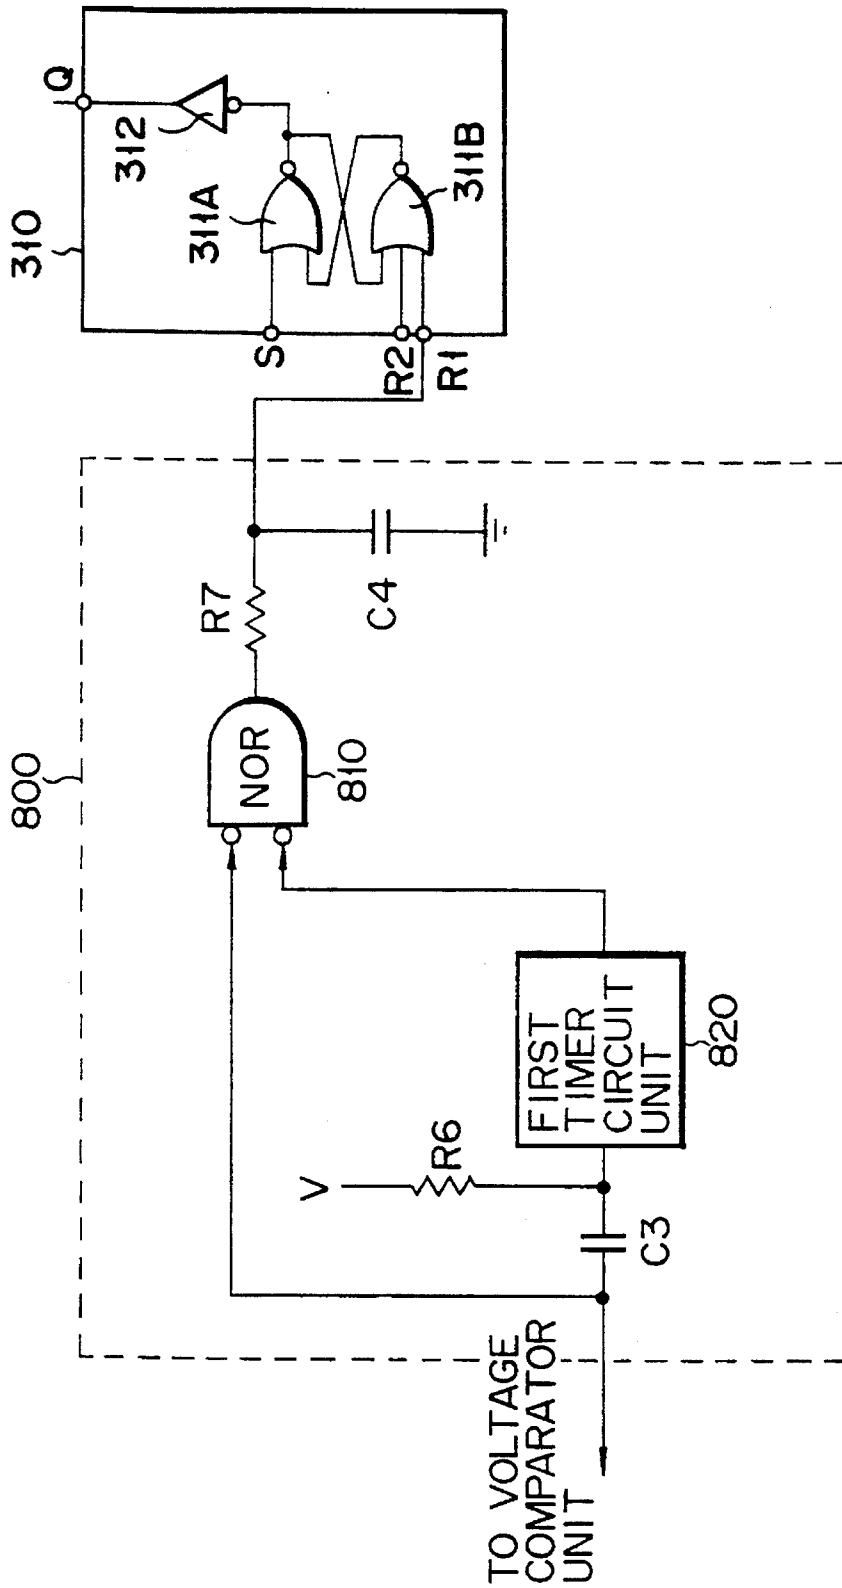 800
TO VOLTAGE
COMPARATOR
UNIT
V
R6
C3
FIRST
TIMER
CIRCUIT
UNIT
820
NOR
810
R7
C4
310
S
R2
R1
311A
311B
312
Q